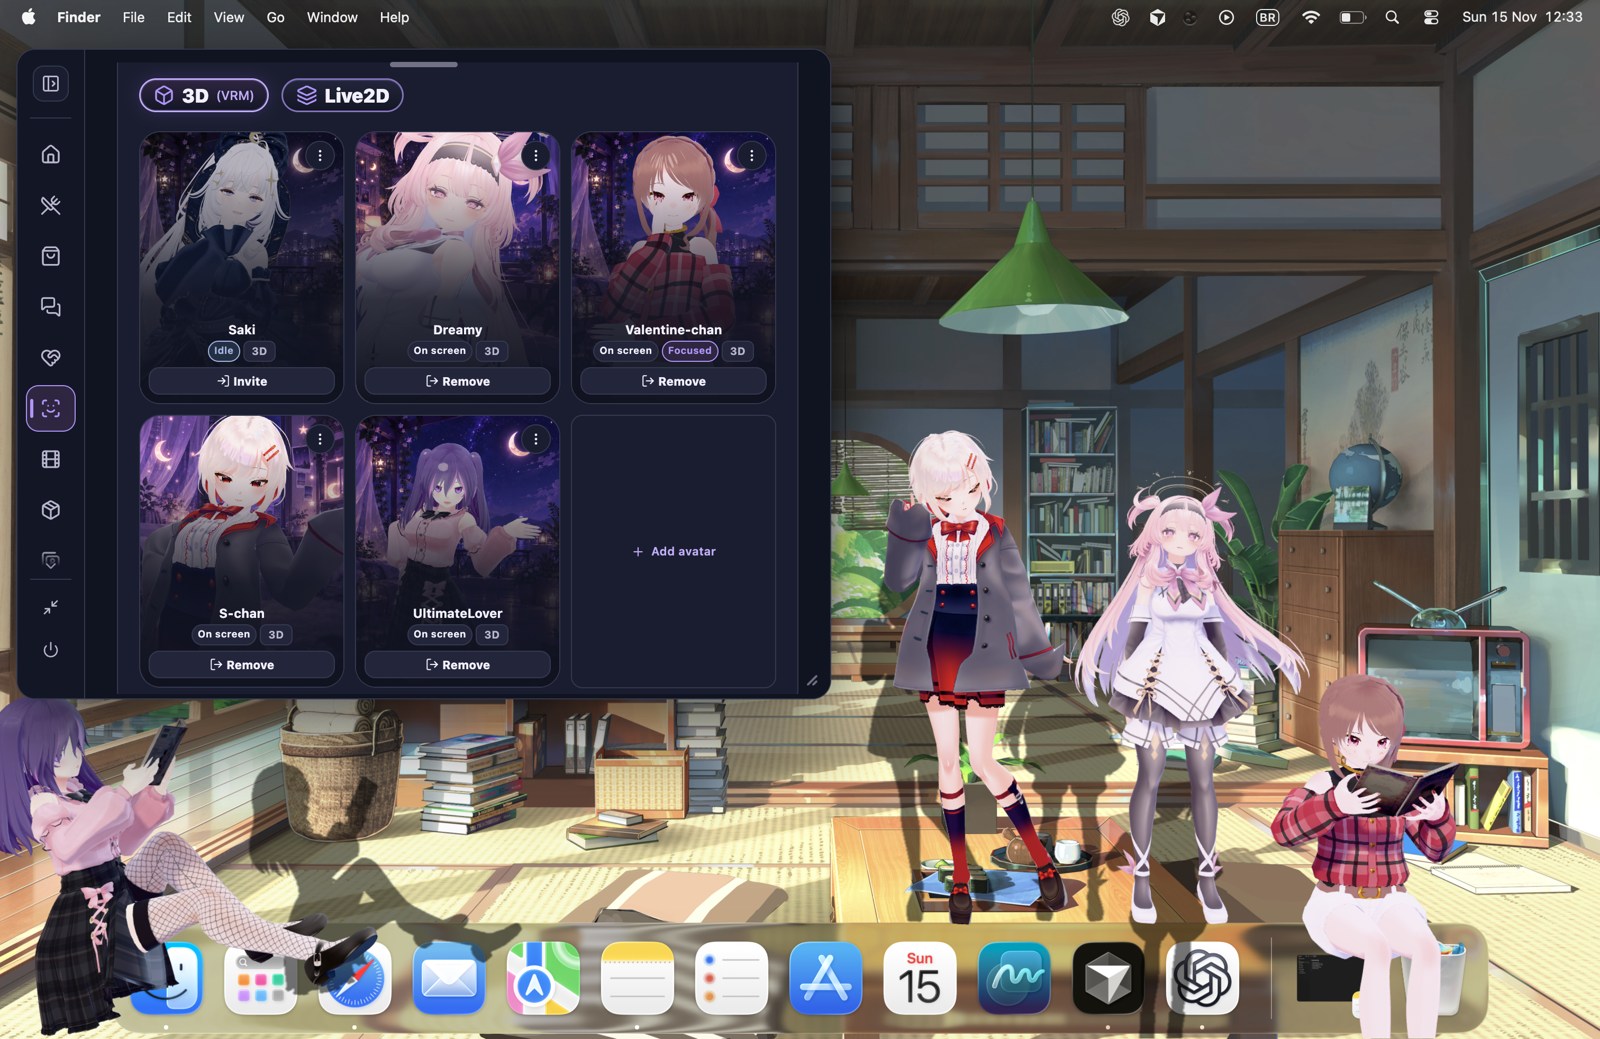 Finder File Edit View Go Window Help
BR Sun 15 Nov 12:33
3D (VRM) Live2D
Saki
Idle 3D
Invite
Dreamy
On screen 3D
Remove
Valentine-chan
On screen Focused 3D
Remove
S-chan
On screen 3D
Remove
UltimateLover
On screen 3D
Remove
+ Add avatar
Sun
15